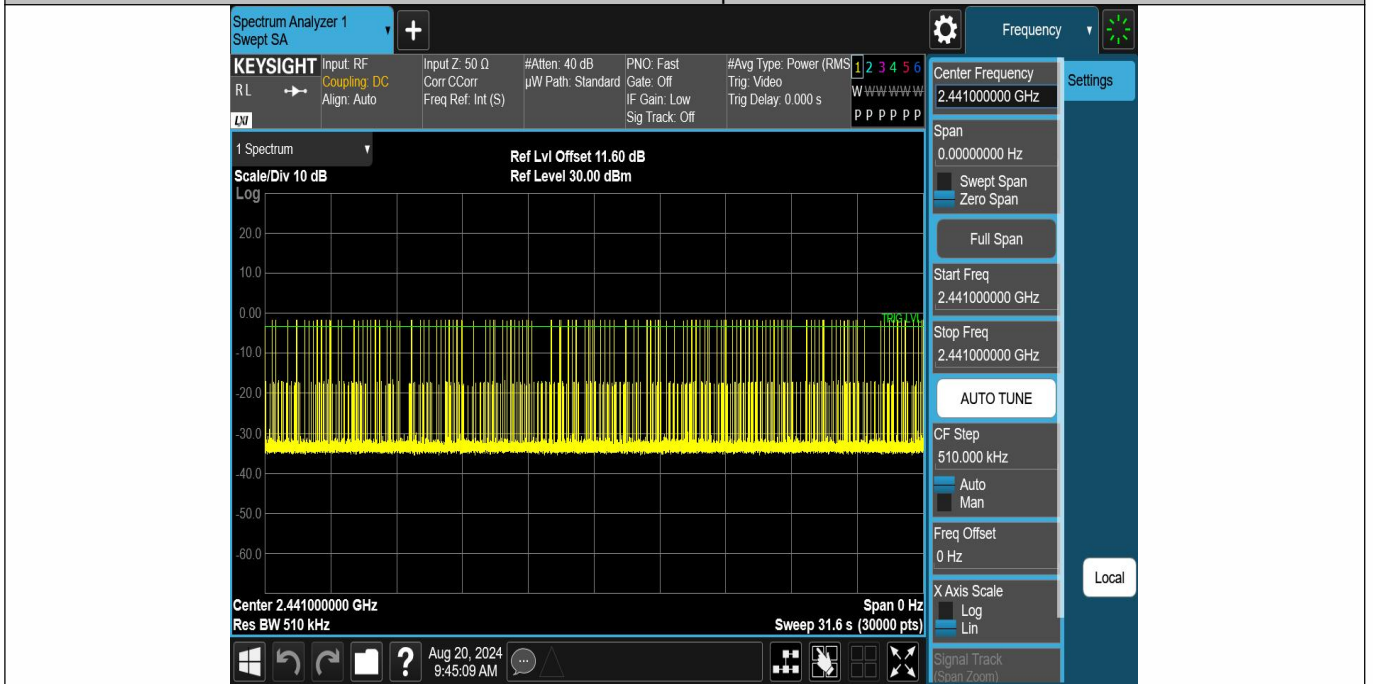 Spectrum Analyzer 1
Swept SA
+
Frequency
KEYSIGHT
RL
LXI
Input: RF
Coupling: DC
Align: Auto
Input Z: 50 Ω
Corr CCorr
Freq Ref: Int (S)
#Atten: 40 dB
µW Path: Standard
PNO: Fast
Gate: Off
IF Gain: Low
Sig Track: Off
#Avg Type: Power (RMS
Trig: Video
Trig Delay: 0.000 s
1 2 3 4 5 6
W W W W W W
P P P P P P
1 Spectrum
Scale/Div 10 dB
Log
Ref Lvl Offset 11.60 dB
Ref Level 30.00 dBm
20.0
10.0
0.00
TRIG LVL
-10.0
-20.0
-30.0
-40.0
-50.0
-60.0
Center 2.441000000 GHz
Res BW 510 kHz
Span 0 Hz
Sweep 31.6 s (30000 pts)
Center Frequency
2.441000000 GHz
Settings
Span
0.00000000 Hz
Swept Span
Zero Span
Full Span
Start Freq
2.441000000 GHz
Stop Freq
2.441000000 GHz
AUTO TUNE
CF Step
510.000 kHz
Auto
Man
Freq Offset
0 Hz
X Axis Scale
Log
Lin
Signal Track
(Span Zoom)
Local
?
Aug 20, 2024
9:45:09 AM